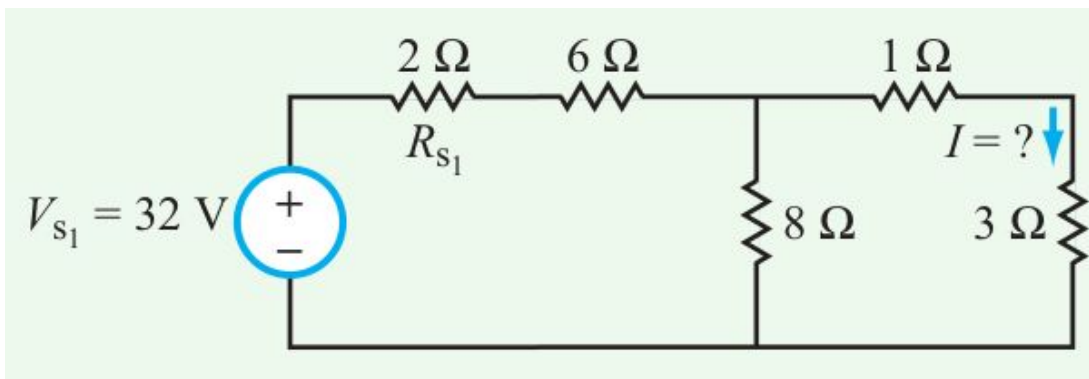 2 Ω 6 Ω 1 Ω
R_{s_1} I = ?
V_{s_1} = 32 V + 8 Ω 3 Ω
−